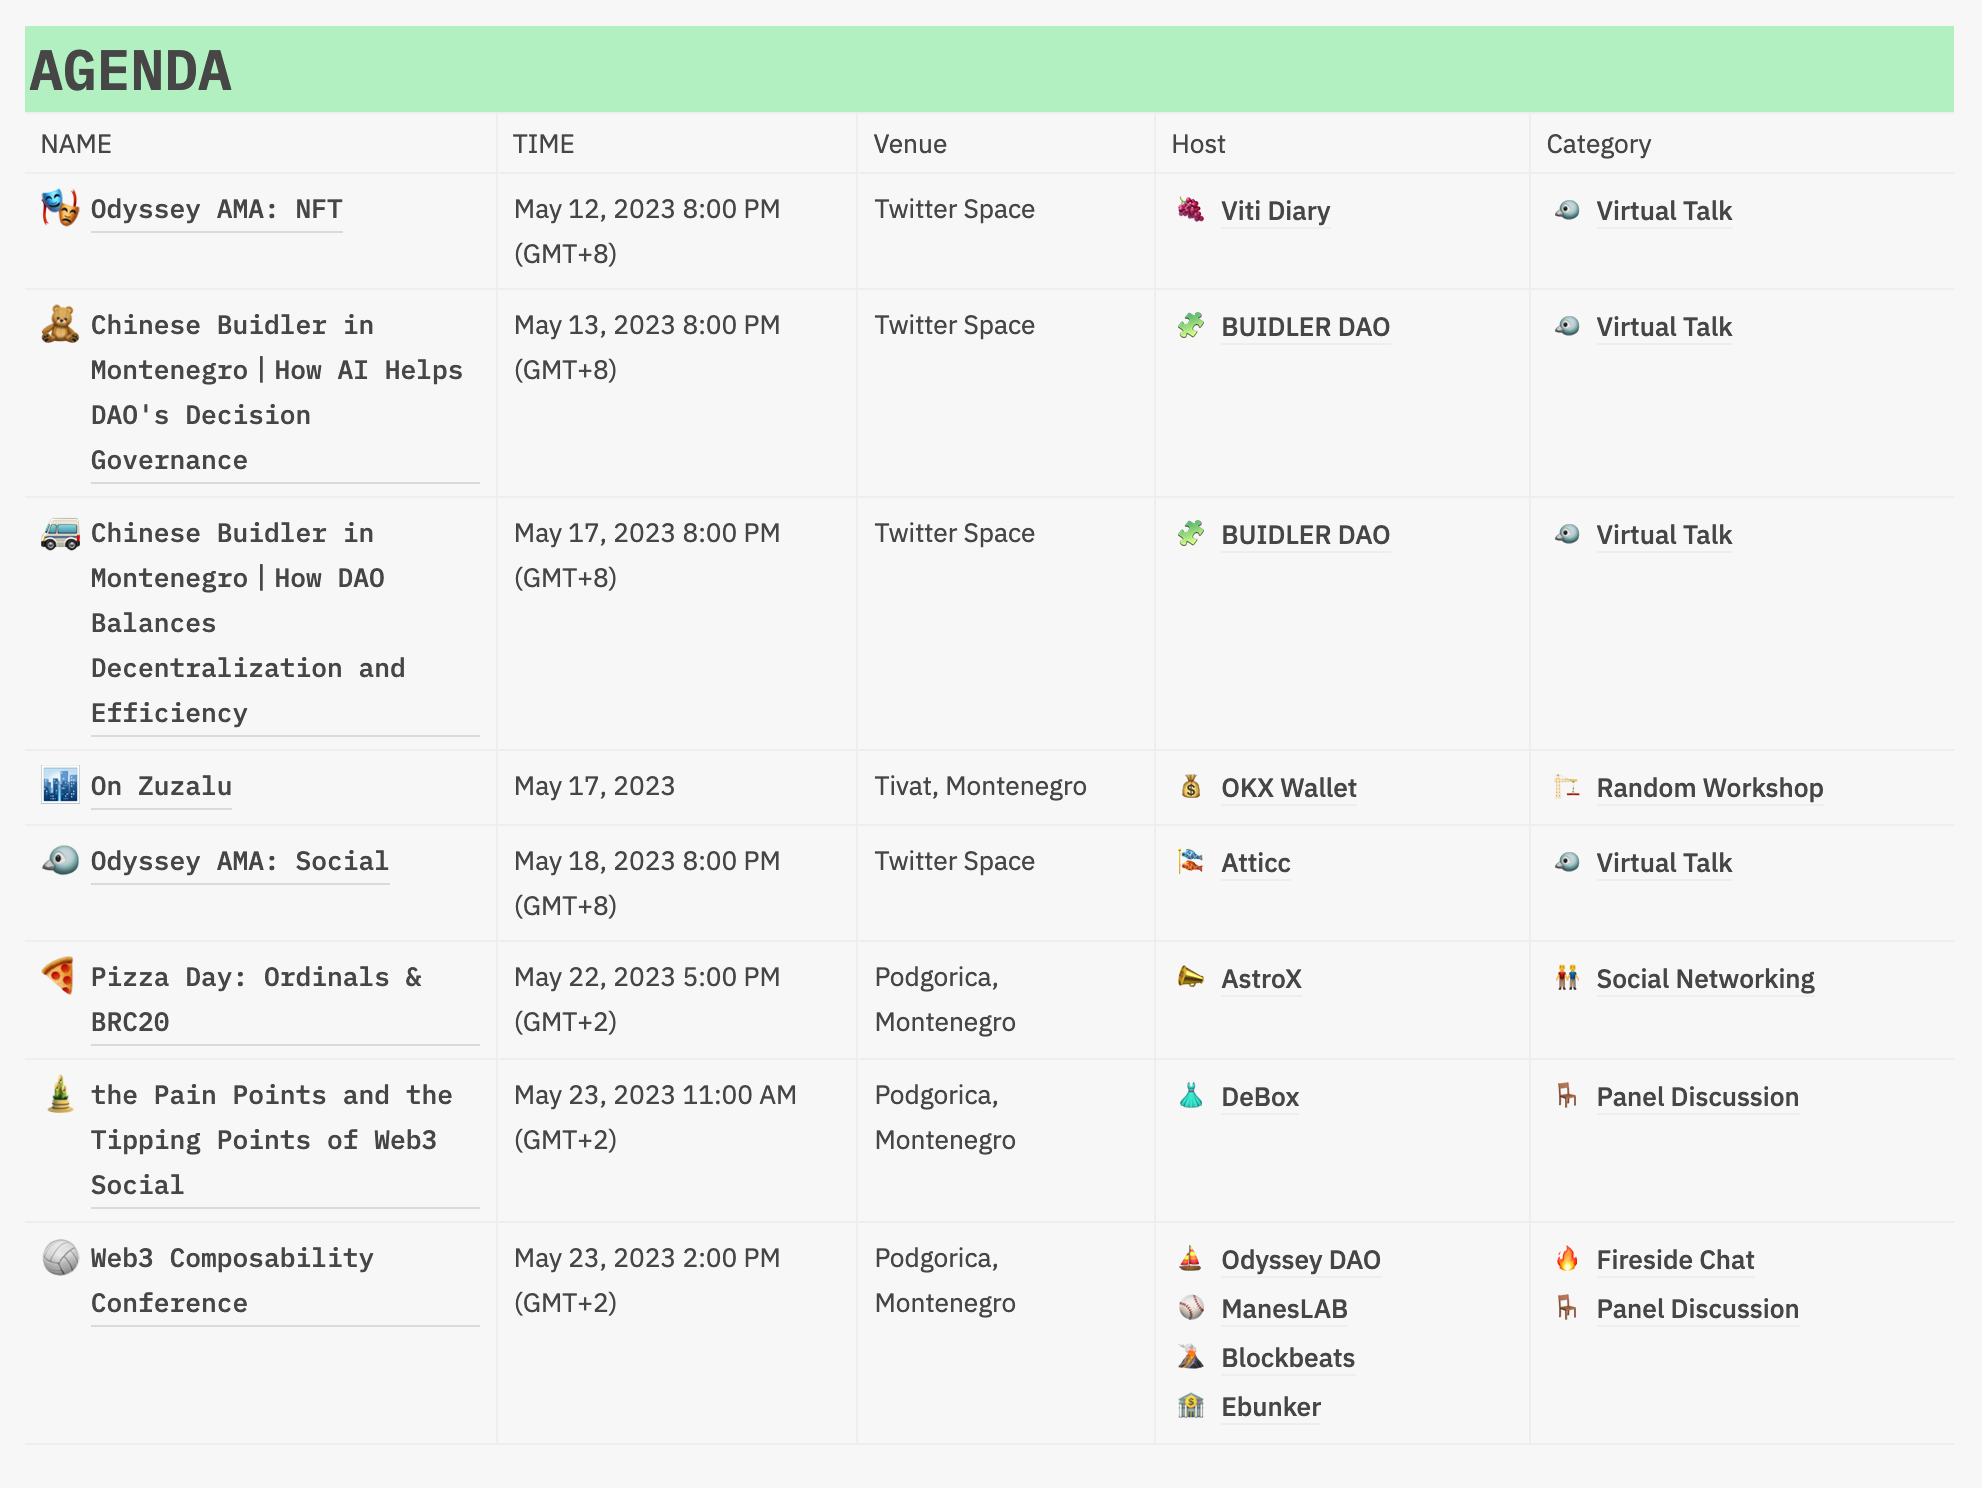 AGENDA
NAME
TIME
Venue
Host
Category
Odyssey AMA: NFT
May 12, 2023 8:00 PM
(GMT+8)
Twitter Space
Viti Diary
Virtual Talk
Chinese Buidler in
Montenegro｜How AI Helps
DAO's Decision
Governance
May 13, 2023 8:00 PM
(GMT+8)
Twitter Space
BUIDLER DAO
Virtual Talk
Chinese Buidler in
Montenegro｜How DAO
Balances
Decentralization and
Efficiency
May 17, 2023 8:00 PM
(GMT+8)
Twitter Space
BUIDLER DAO
Virtual Talk
On Zuzalu
May 17, 2023
Tivat, Montenegro
OKX Wallet
Random Workshop
Odyssey AMA: Social
May 18, 2023 8:00 PM
(GMT+8)
Twitter Space
Atticc
Virtual Talk
Pizza Day: Ordinals &
BRC20
May 22, 2023 5:00 PM
(GMT+2)
Podgorica,
Montenegro
AstroX
Social Networking
the Pain Points and the
Tipping Points of Web3
Social
May 23, 2023 11:00 AM
(GMT+2)
Podgorica,
Montenegro
DeBox
Panel Discussion
Web3 Composability
Conference
May 23, 2023 2:00 PM
(GMT+2)
Podgorica,
Montenegro
Odyssey DAO
ManesLAB
Blockbeats
Ebunker
Fireside Chat
Panel Discussion